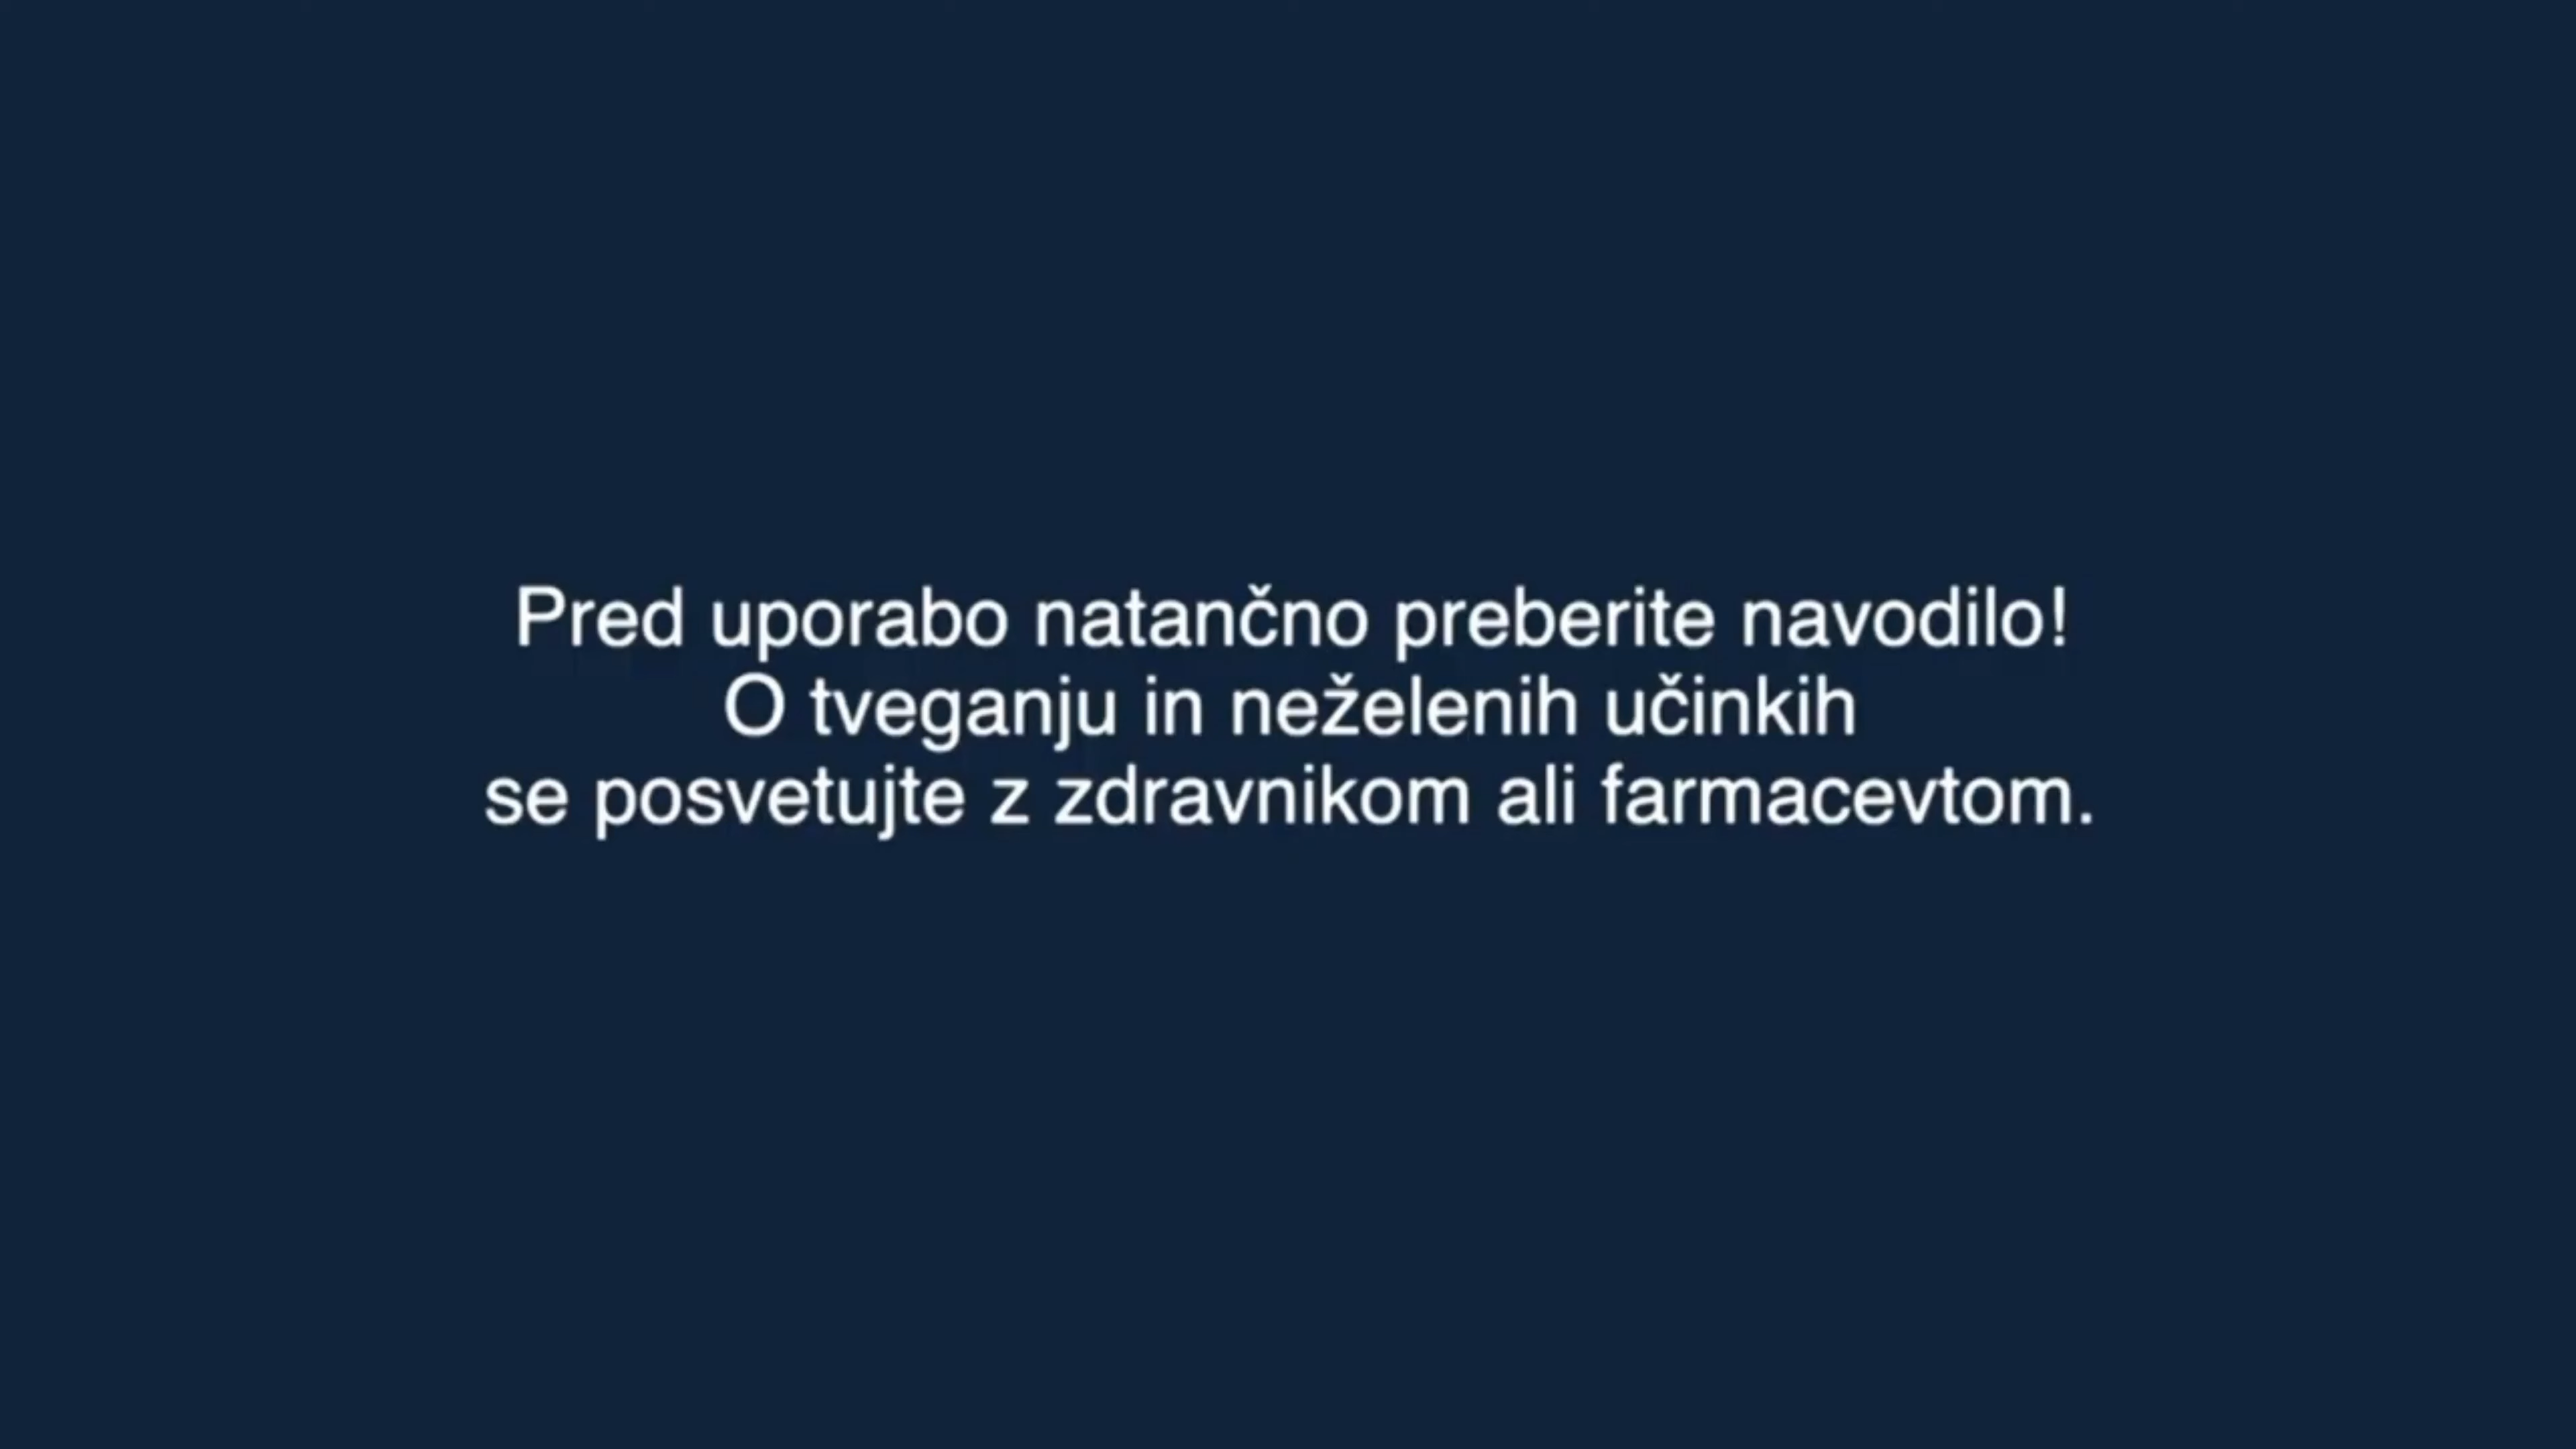 Pred uporabo natančno preberite navodilo!
O tveganju in neželenih učinkih
se posvetujte z zdravnikom ali farmacevtom.